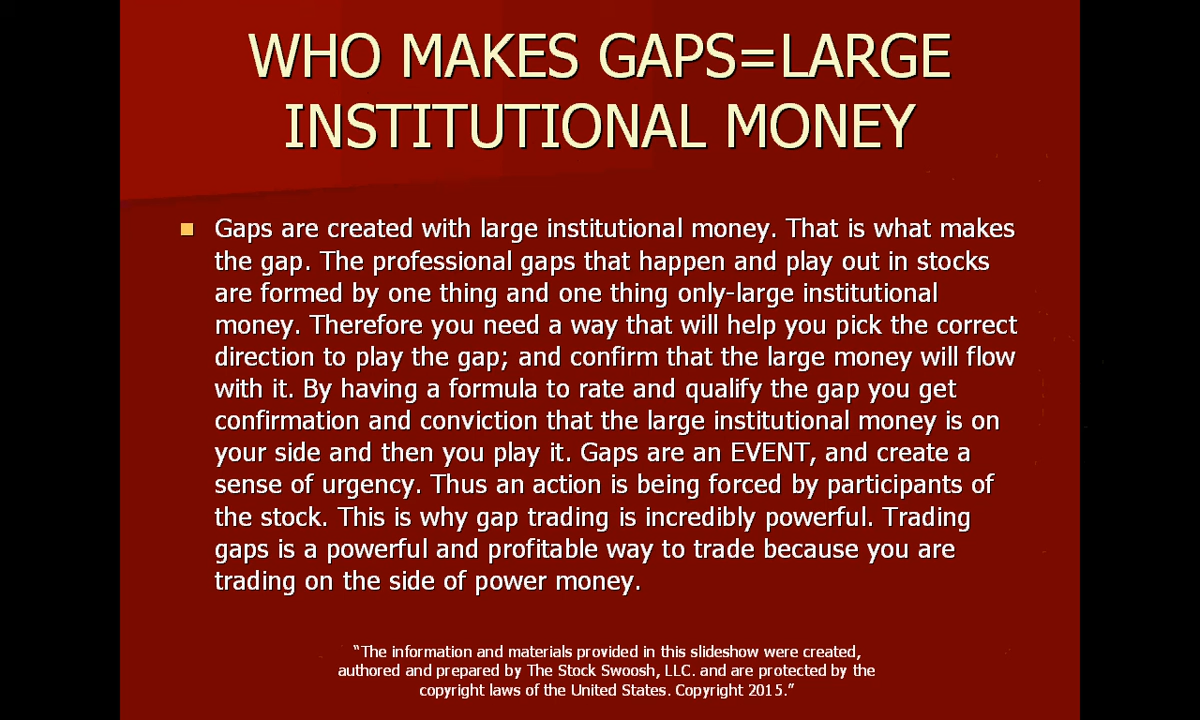 WHO MAKES GAPS=LARGE
INSTITUTIONAL MONEY
Gaps are created with large institutional money. That is what makes
the gap. The professional gaps that happen and play out in stocks
are formed by one thing and one thing only-large institutional
money. Therefore you need a way that will help you pick the correct
direction to play the gap; and confirm that the large money will flow
with it. By having a formula to rate and qualify the gap you get
confirmation and conviction that the large institutional money is on
your side and then you play it. Gaps are an EVENT, and create a
sense of urgency. Thus an action is being forced by participants of
the stock. This is why gap trading is incredibly powerful. Trading
gaps is a powerful and profitable way to trade because you are
trading on the side of power money.
“The information and materials provided in this slideshow were created,
authored and prepared by The Stock Swoosh, LLC. and are protected by the
copyright laws of the United States. Copyright 2015.”